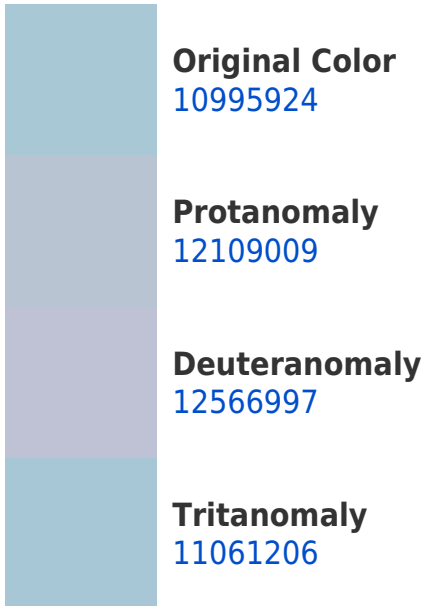 Original Color
10995924
Protanomaly
12109009
Deuteranomaly
12566997
Tritanomaly
11061206